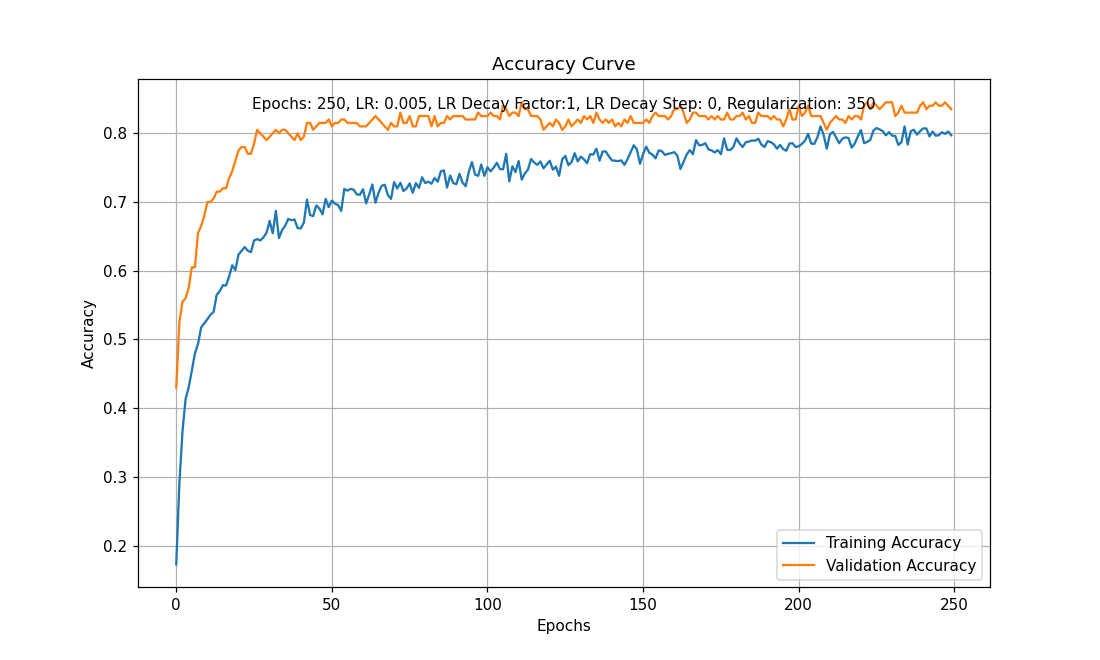 Accuracy Curve
Epochs: 250, LR: 0.005, LR Decay Factor:1, LR Decay Step: 0, Regularization: 350
Accuracy
0.8
0.7
0.6
0.5
0.4
0.3
0.2
Training Accuracy
Validation Accuracy
0 50 100 150 200 250
Epochs